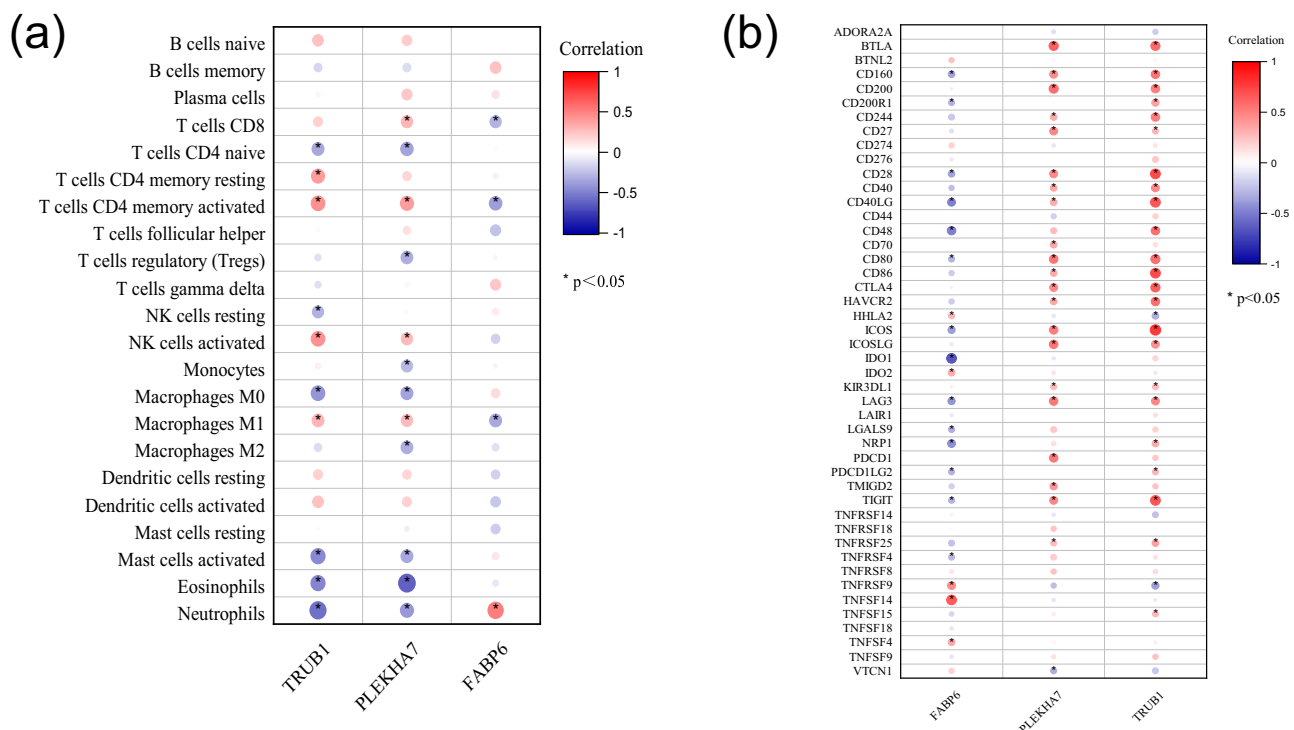 (a)
B cells naive
B cells memory
Plasma cells
T cells CD8
T cells CD4 naive
T cells CD4 memory resting
T cells CD4 memory activated
T cells follicular helper
T cells regulatory (Tregs)
T cells gamma delta
NK cells resting
NK cells activated
Monocytes
Macrophages M0
Macrophages M1
Macrophages M2
Dendritic cells resting
Dendritic cells activated
Mast cells resting
Mast cells activated
Eosinophils
Neutrophils
TRUB1
PLEKHA7
FABP6
Correlation
1
0.5
0
-0.5
-1
* p<0.05
(b)
ADORA2A
BTLA
BTNL2
CD160
CD200
CD200R1
CD244
CD27
CD274
CD276
CD28
CD40
CD40LG
CD44
CD48
CD70
CD80
CD86
CTLA4
HAVCR2
HHLA2
ICOS
ICOSLG
IDO1
IDO2
KIR3DL1
LAG3
LAIR1
LGALS9
NRP1
PDCD1
PDCD1LG2
TMIGD2
TIGIT
TNFRSF14
TNFRSF18
TNFRSF25
TNFRSF4
TNFRSF8
TNFRSF9
TNFSF14
TNFSF15
TNFSF18
TNFSF4
TNFSF9
VTCN1
FABP6
PLEKHA7
TRUB1
Correlation
1
0.5
0
-0.5
-1
* p<0.05